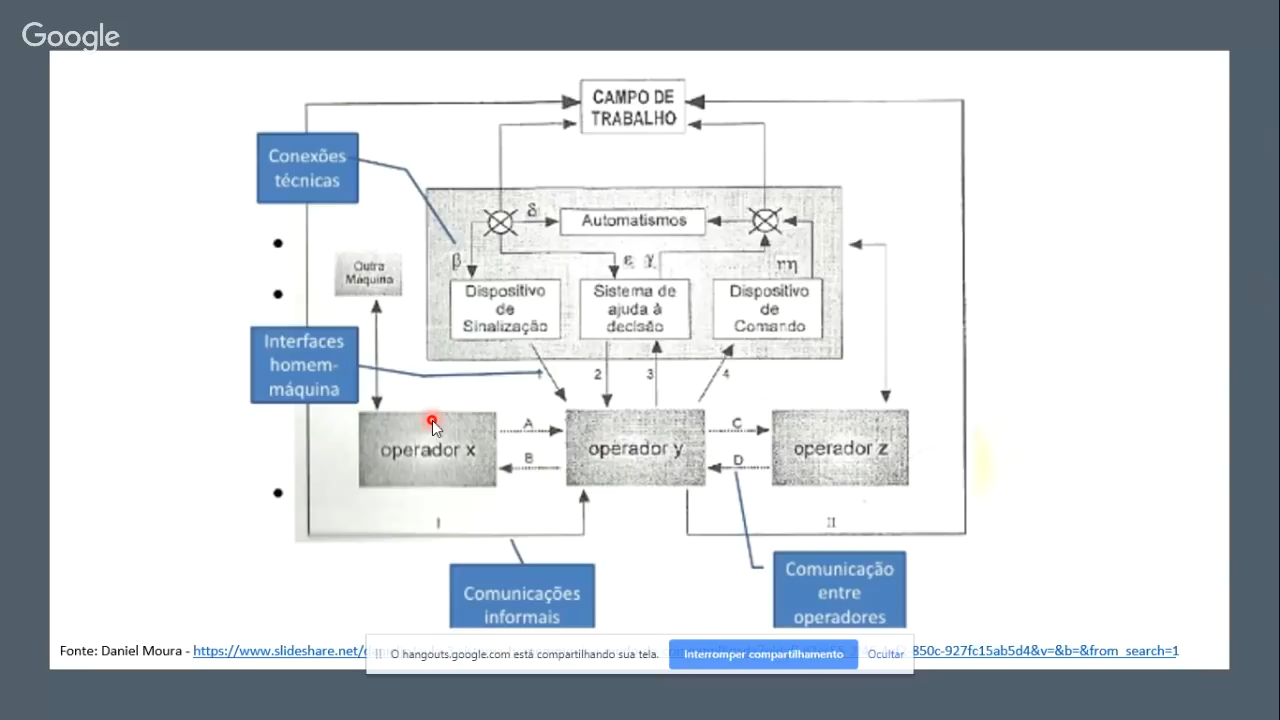 Google
CAMPO DE
TRABALHO
Conexões
técnicas
δ
Automatismos
Outra
Máquina
β
ε γ
ηη
Dispositivo
de
Sinalização
Sistema de
ajuda à
decisão
Dispositivo
de
Comando
Interfaces
homem-
máquina
1
2
3
4
operador x
A
B
operador y
C
D
operador z
I
II
Comunicações
informais
Comunicação
entre
operadores
Fonte: Daniel Moura - https://www.slideshare.net/
850c-927fc15ab5d4&v=&b=&from_search=1
O hangouts.google.com está compartilhando sua tela.
Interromper compartilhamento
Ocultar